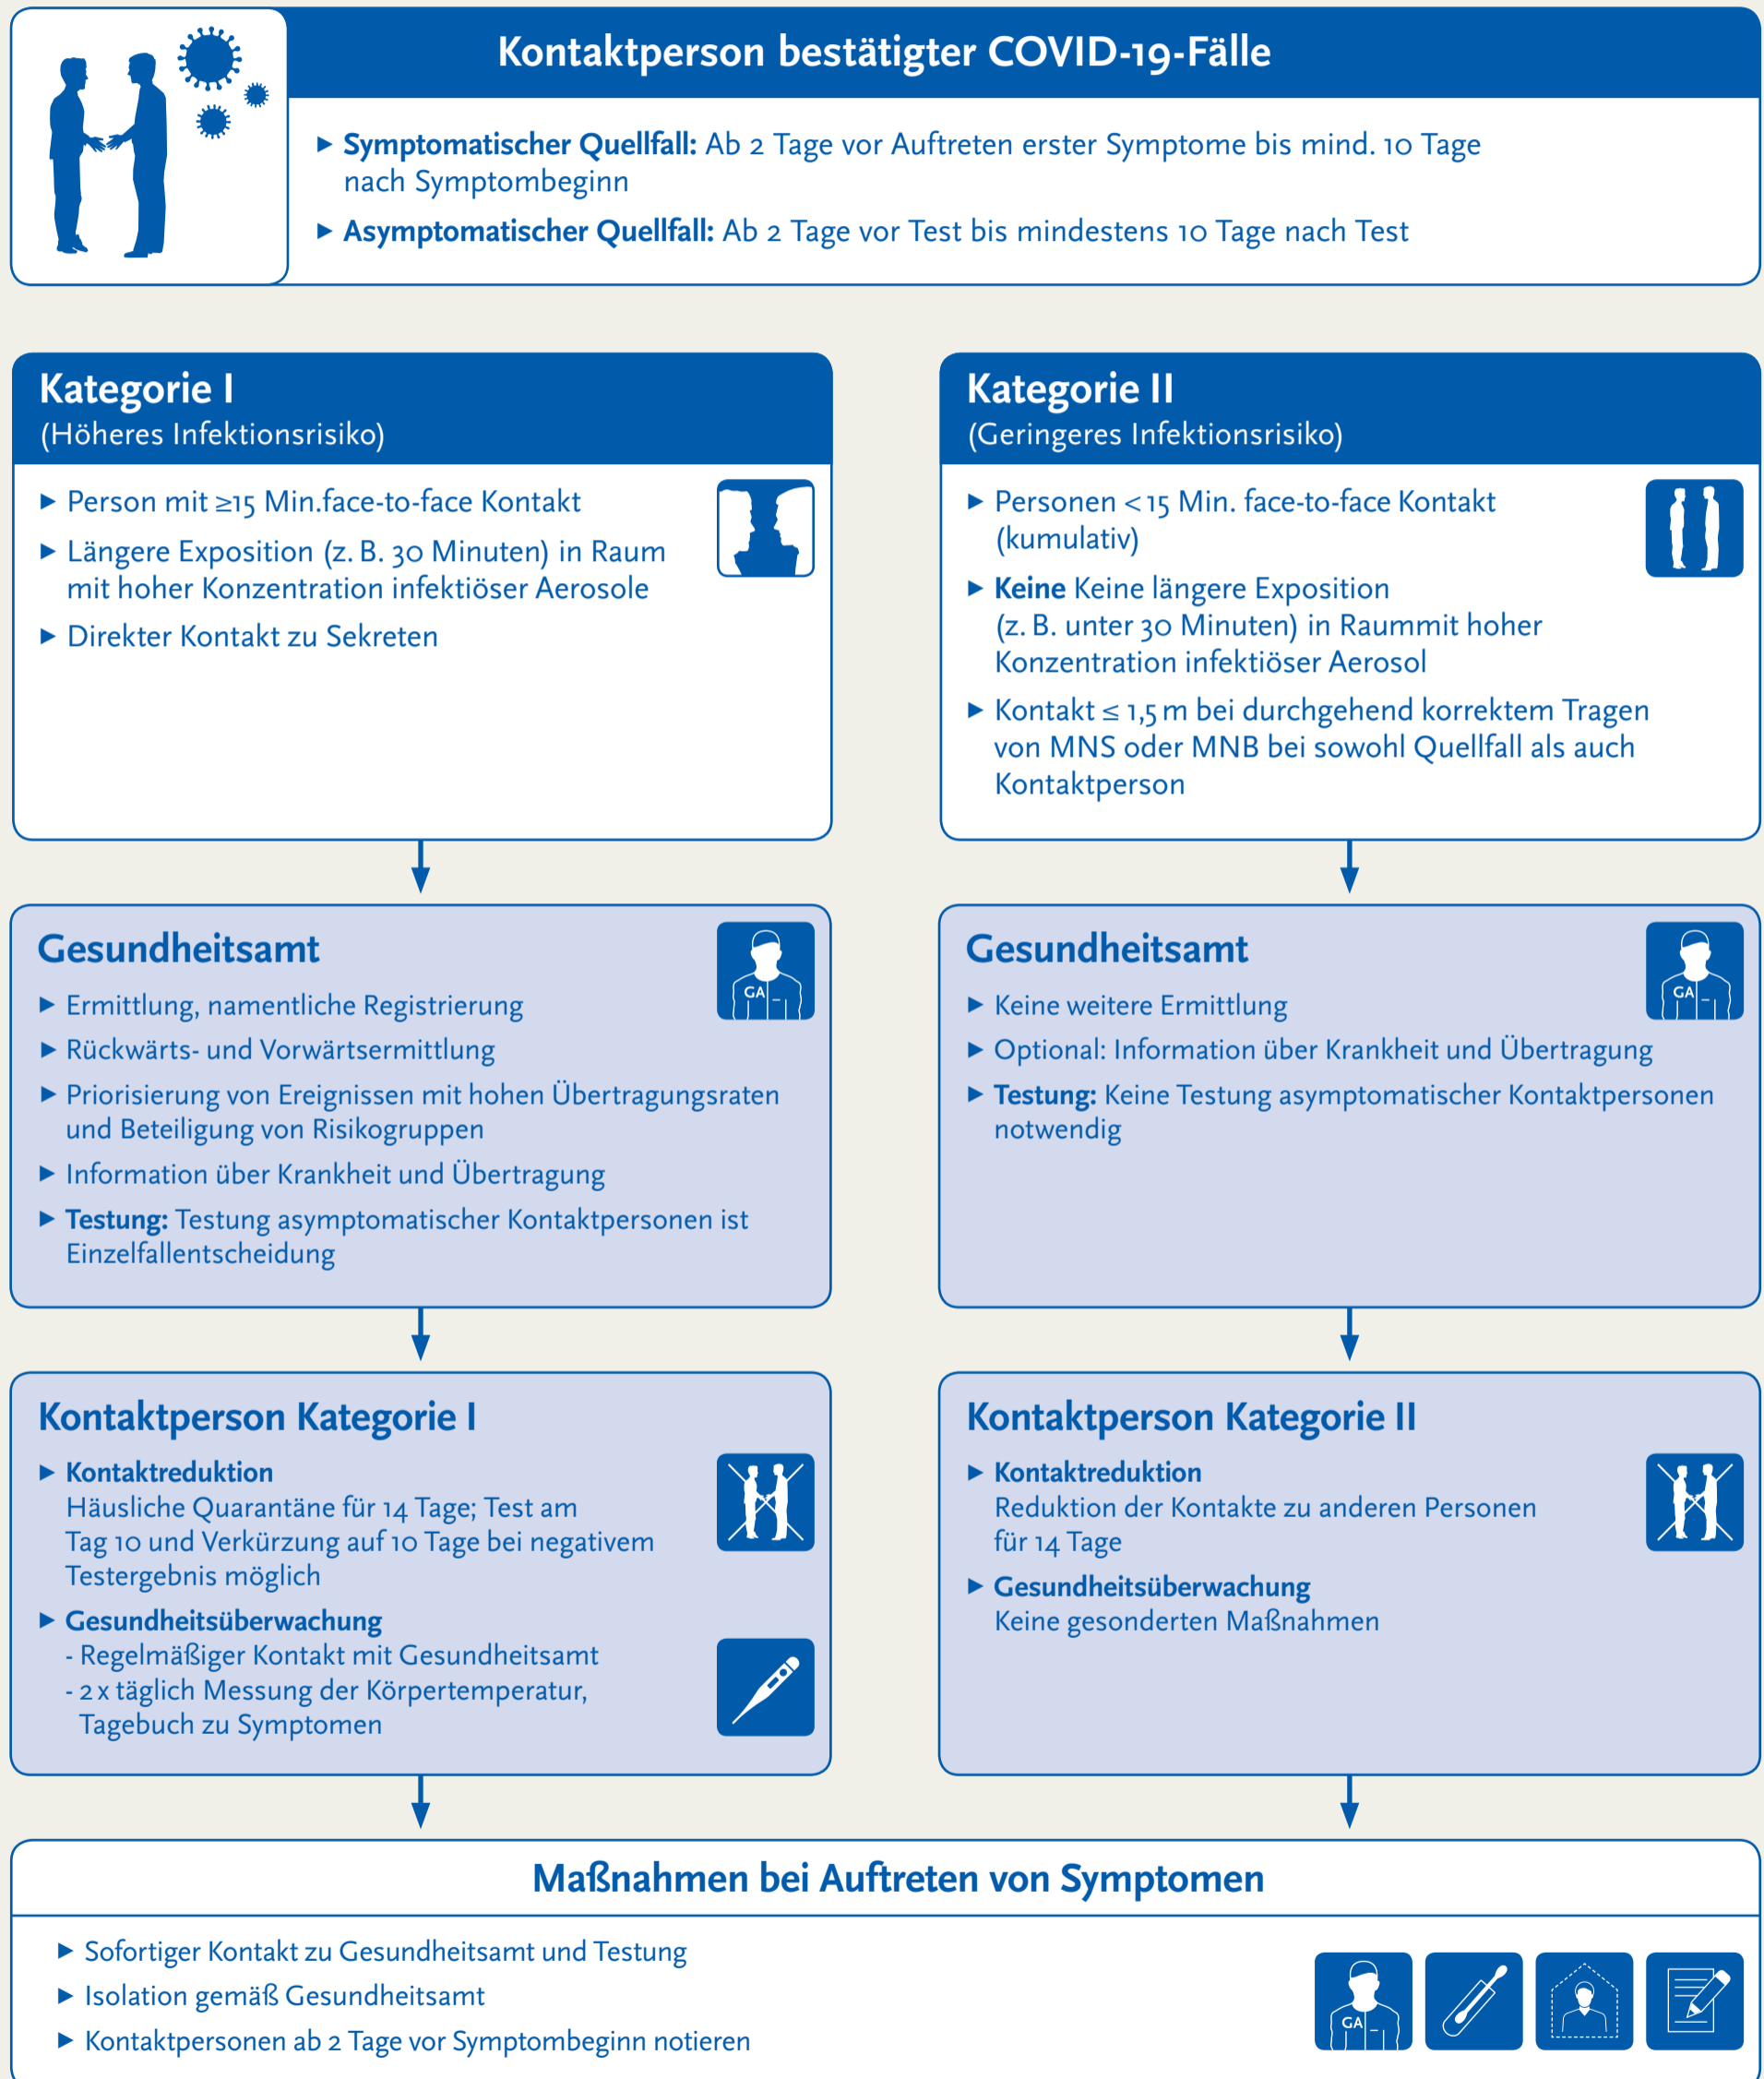 Kontaktperson bestätigter COVID-19-Fälle
► Symptomatischer Quellfall: Ab 2 Tage vor Auftreten erster Symptome bis mind. 10 Tage
nach Symptombeginn
► Asymptomatischer Quellfall: Ab 2 Tage vor Test bis mindestens 10 Tage nach Test
Kategorie I
(Höheres Infektionsrisiko)
► Person mit ≥15 Min.face-to-face Kontakt
► Längere Exposition (z. B. 30 Minuten) in Raum
mit hoher Konzentration infektiöser Aerosole
► Direkter Kontakt zu Sekreten
Kategorie II
(Geringeres Infektionsrisiko)
► Personen <15 Min. face-to-face Kontakt
(kumulativ)
► Keine Keine längere Exposition
(z. B. unter 30 Minuten) in Raummit hoher
Konzentration infektiöser Aerosol
► Kontakt ≤ 1,5 m bei durchgehend korrektem Tragen
von MNS oder MNB bei sowohl Quellfall als auch
Kontaktperson
Gesundheitsamt
GA
► Ermittlung, namentliche Registrierung
► Rückwärts- und Vorwärtsermittlung
► Priorisierung von Ereignissen mit hohen Übertragungsraten
und Beteiligung von Risikogruppen
► Information über Krankheit und Übertragung
► Testung: Testung asymptomatischer Kontaktpersonen ist
Einzelfallentscheidung
Gesundheitsamt
GA
► Keine weitere Ermittlung
► Optional: Information über Krankheit und Übertragung
► Testung: Keine Testung asymptomatischer Kontaktpersonen
notwendig
Kontaktperson Kategorie I
► Kontaktreduktion
Häusliche Quarantäne für 14 Tage; Test am
Tag 10 und Verkürzung auf 10 Tage bei negativem
Testergebnis möglich
► Gesundheitsüberwachung
- Regelmäßiger Kontakt mit Gesundheitsamt
- 2 x täglich Messung der Körpertemperatur,
Tagebuch zu Symptomen
Kontaktperson Kategorie II
► Kontaktreduktion
Reduktion der Kontakte zu anderen Personen
für 14 Tage
► Gesundheitsüberwachung
Keine gesonderten Maßnahmen
Maßnahmen bei Auftreten von Symptomen
► Sofortiger Kontakt zu Gesundheitsamt und Testung
► Isolation gemäß Gesundheitsamt
► Kontaktpersonen ab 2 Tage vor Symptombeginn notieren
GA